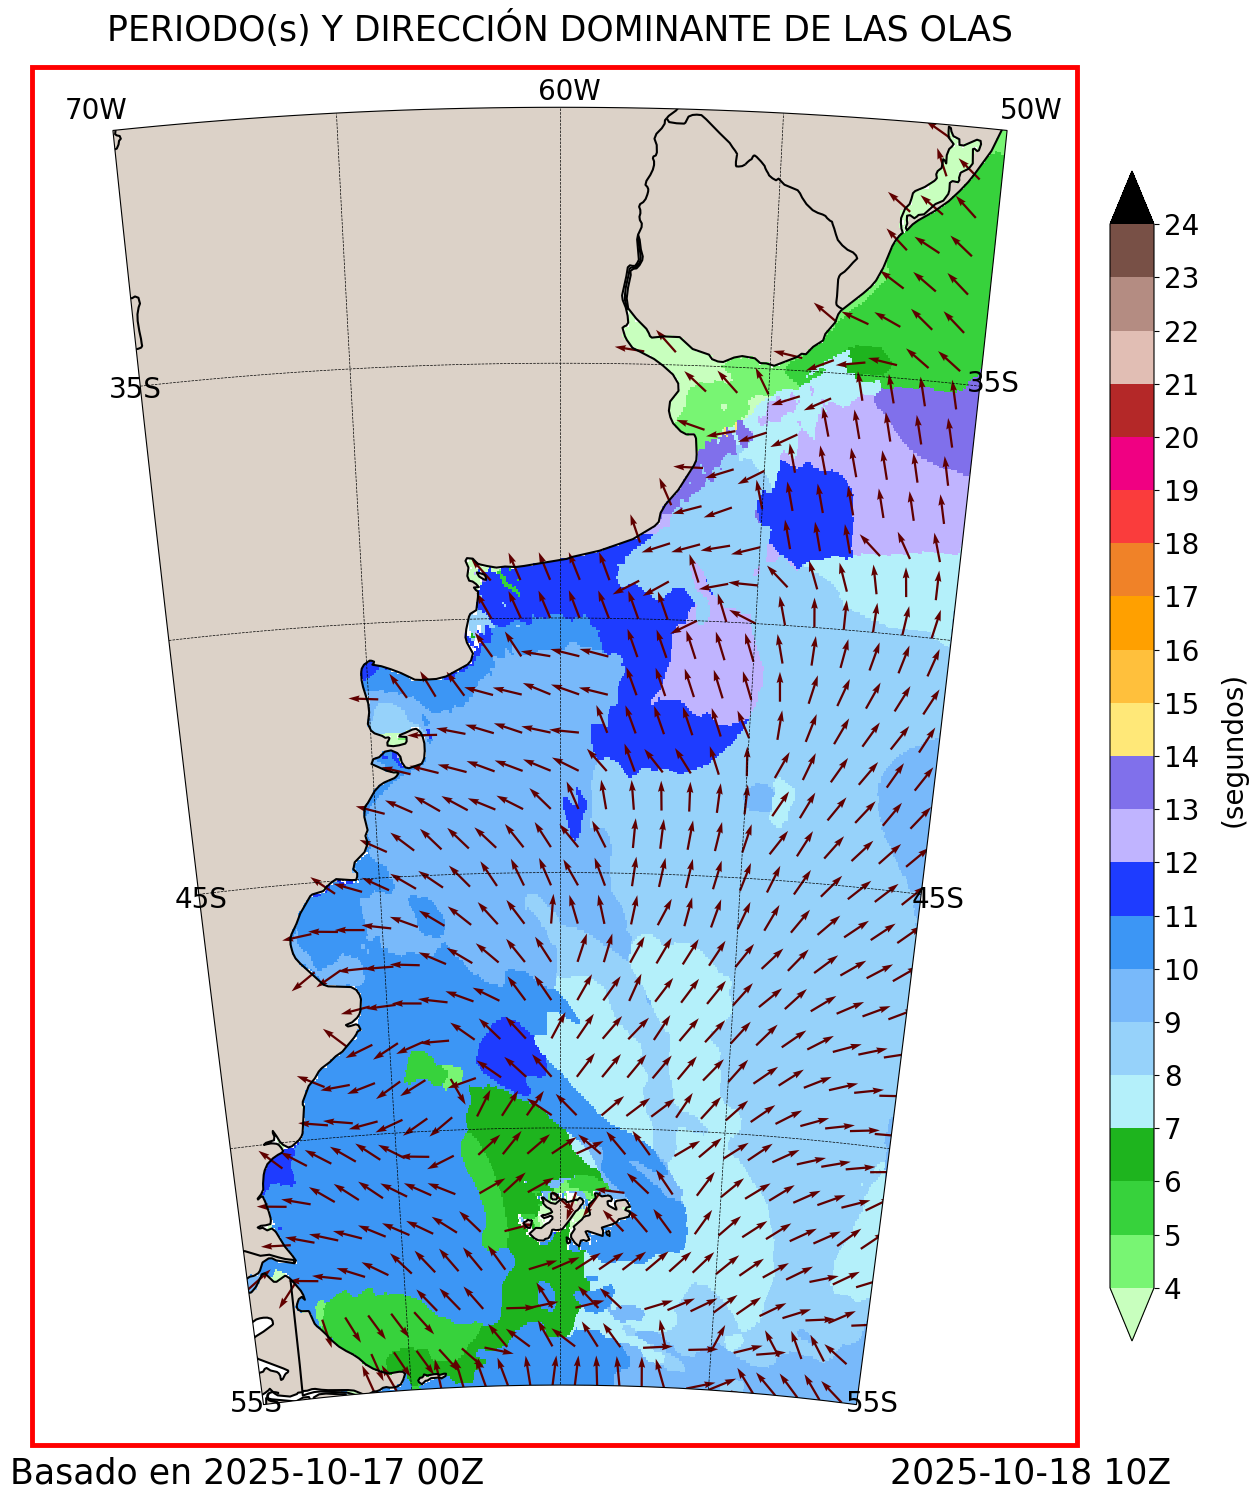 PERIODO(s) Y DIRECCIÓN DOMINANTE DE LAS OLAS
70W
60W
50W
35S
35S
45S
45S
55S
55S
24
23
22
21
20
19
18
17
16
15
14
13
12
11
10
9
8
7
6
5
4
(segundos)
Basado en 2025-10-17 00Z
2025-10-18 10Z